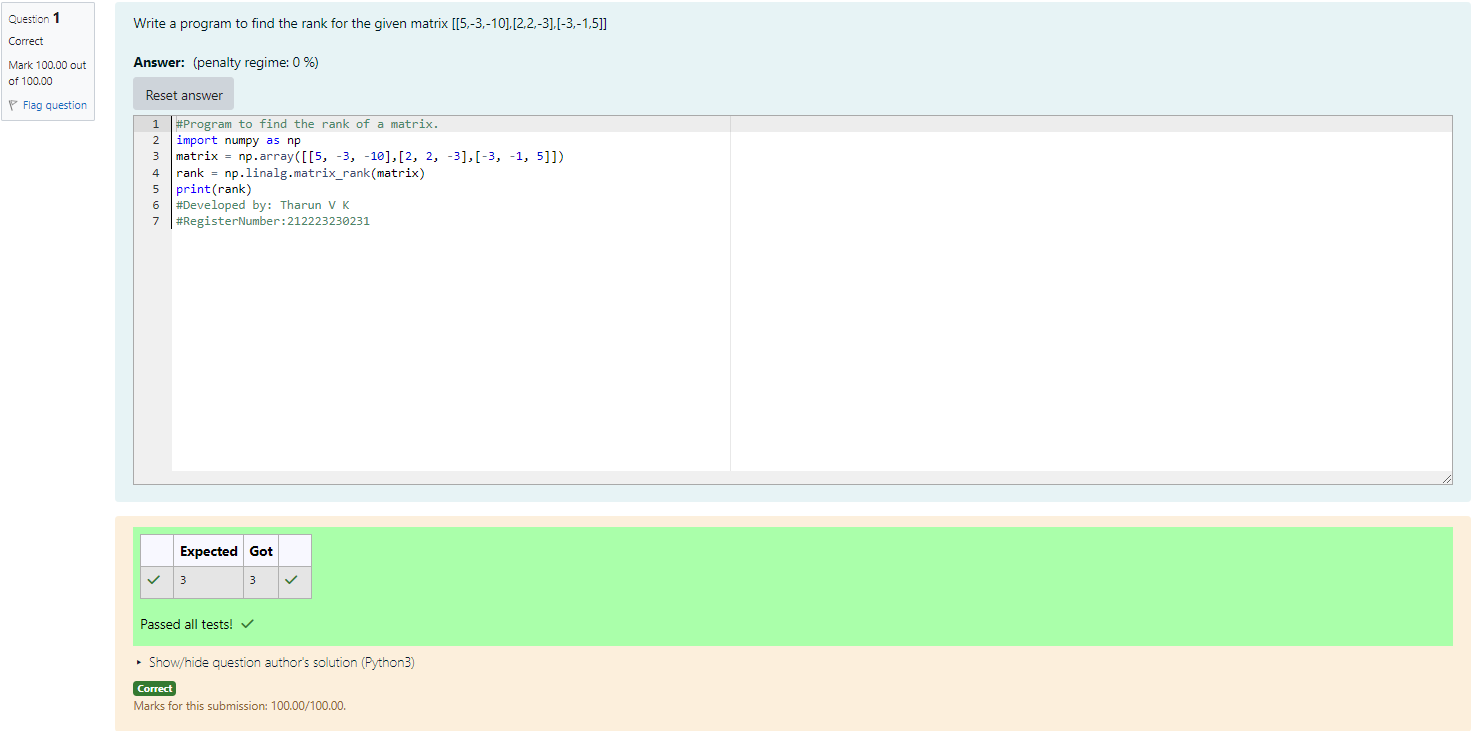 Question 1
Correct
Mark 100.00 out
of 100.00
Flag question
Write a program to find the rank for the given matrix [[5,-3,-10],[2,2,-3],[-3,-1,5]]
Answer: (penalty regime: 0 %)
Reset answer
1 #Program to find the rank of a matrix.
2 import numpy as np
3 matrix = np.array([[5, -3, -10],[2, 2, -3],[-3, -1, 5]])
4 rank = np.linalg.matrix_rank(matrix)
5 print(rank)
6 #Developed by: Tharun V K
7 #RegisterNumber:212223230231
Expected Got
3 3
Passed all tests!
Show/hide question author's solution (Python3)
Correct
Marks for this submission: 100.00/100.00.